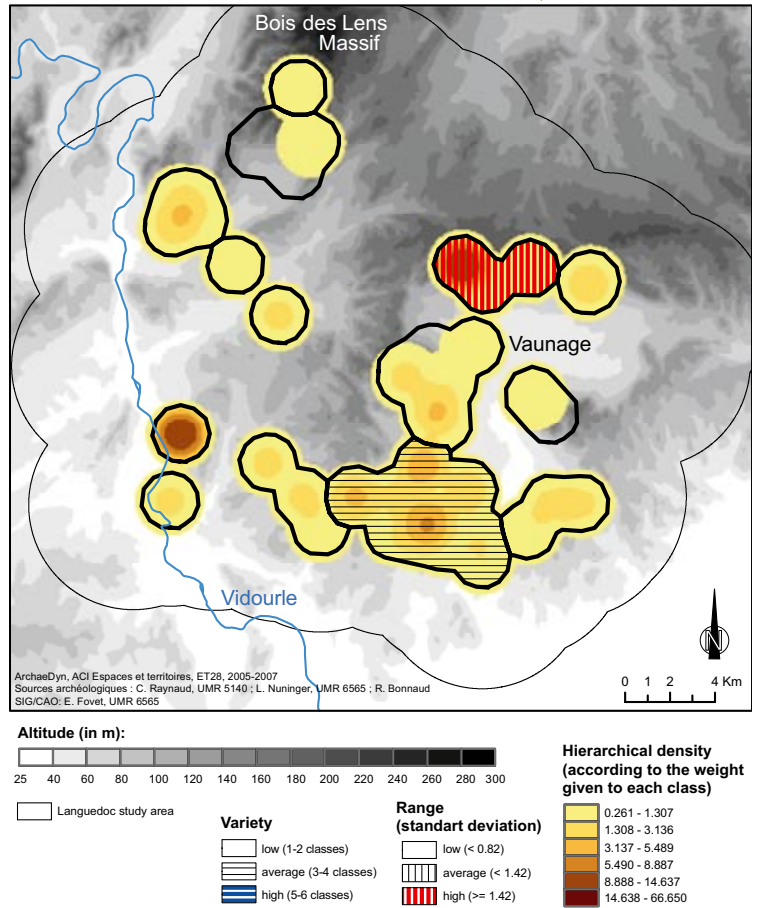 Bois des Lens
Massif
Vaunage
Vidourle
N
ArchaeDyn, ACI Espaces et territoires, ET28, 2005-2007
Sources archéologiques : C. Raynaud, UMR 5140 ; L. Nuninger, UMR 6565 ; R. Bonnaud
SIG/CAO: E. Fovet, UMR 6565
0 1 2 4 Km
Altitude (in m):
25 40 60 80 100 120 140 160 180 200 220 240 260 280 300
Languedoc study area
Variety
low (1-2 classes)
average (3-4 classes)
high (5-6 classes)
Range
(standart deviation)
low (< 0.82)
average (< 1.42)
high (>= 1.42)
Hierarchical density
(according to the weight
given to each class)
0.261 - 1.307
1.308 - 3.136
3.137 - 5.489
5.490 - 8.887
8.888 - 14.637
14.638 - 66.650